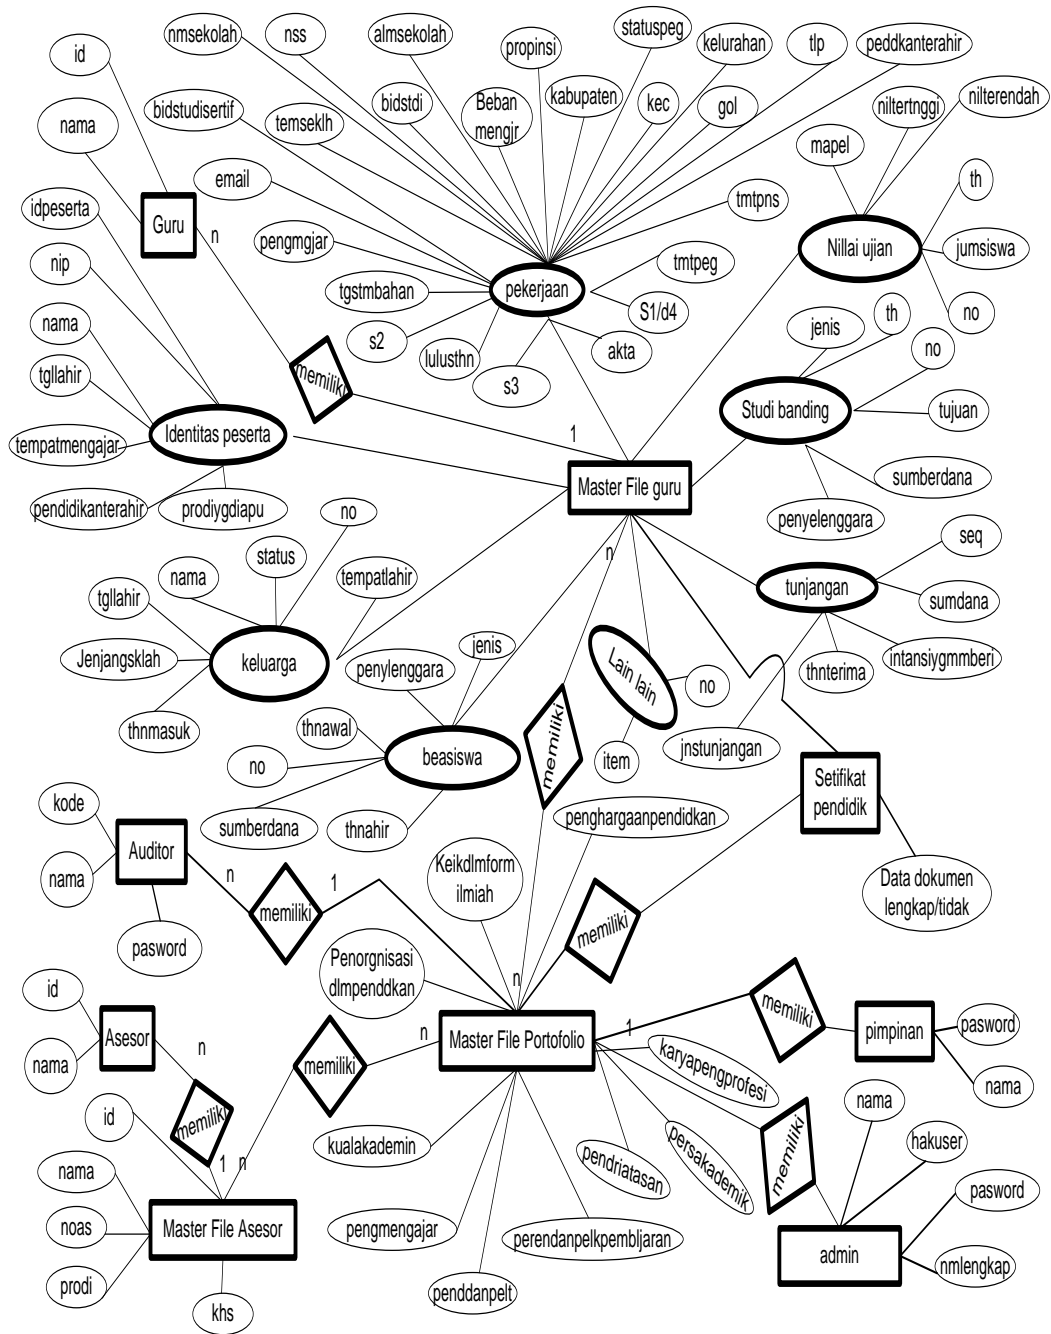 nmsekolah
nss
almsekolah
propinsi
statuspeg
kelurahan
tlp
peddkanterahir
id
nama
bidstudisertif
temseklh
bidstdi
Beban
mengjr
kabupaten
kec
gol
niltertnggi
nilterendah
mapel
email
idpeserta
Guru
n
pengmgjar
nip
tgstmbahan
pekerjaan
tmtpns
tmtpeg
S1/d4
akta
s3
lulusthn
s2
Nillai ujian
th
jumsiswa
no
nama
tgllahir
tempatmengajar
pendidikanterahir
prodiygdiapu
Identitas peserta
memiliki
1
Master File guru
n
jenis
th
no
Studi banding
tujuan
sumberdana
penyelenggara
no
status
nama
tempatlahir
tgllahir
Jenjangsklah
keluarga
thnmasuk
seq
tunjangan
sumdana
intansiygmmberi
thnterima
jnstunjangan
Lain lain
no
item
penylenggara
jenis
thnawal
no
beasiswa
sumberdana
thnahir
memiliki
Setifikat
pendidik
Data dokumen
lengkap/tidak
penghargaanpendidkan
kode
Auditor
nama
pasword
n
memiliki
1
Keikdlmform
ilmiah
memiliki
Penorgnisasi
dlmpenddkan
n
id
Asesor
nama
n
memiliki
n
Master File Portofolio
1
memiliki
pimpinan
pasword
nama
karyapengprofesi
id
memiliki
1
n
kualakademin
pendriatasan
persakademik
memiliki
nama
hakuser
pasword
nama
noas
prodi
Master File Asesor
khs
pengmengajar
penddanpelt
perendanpelkpembljaran
admin
nmlengkap